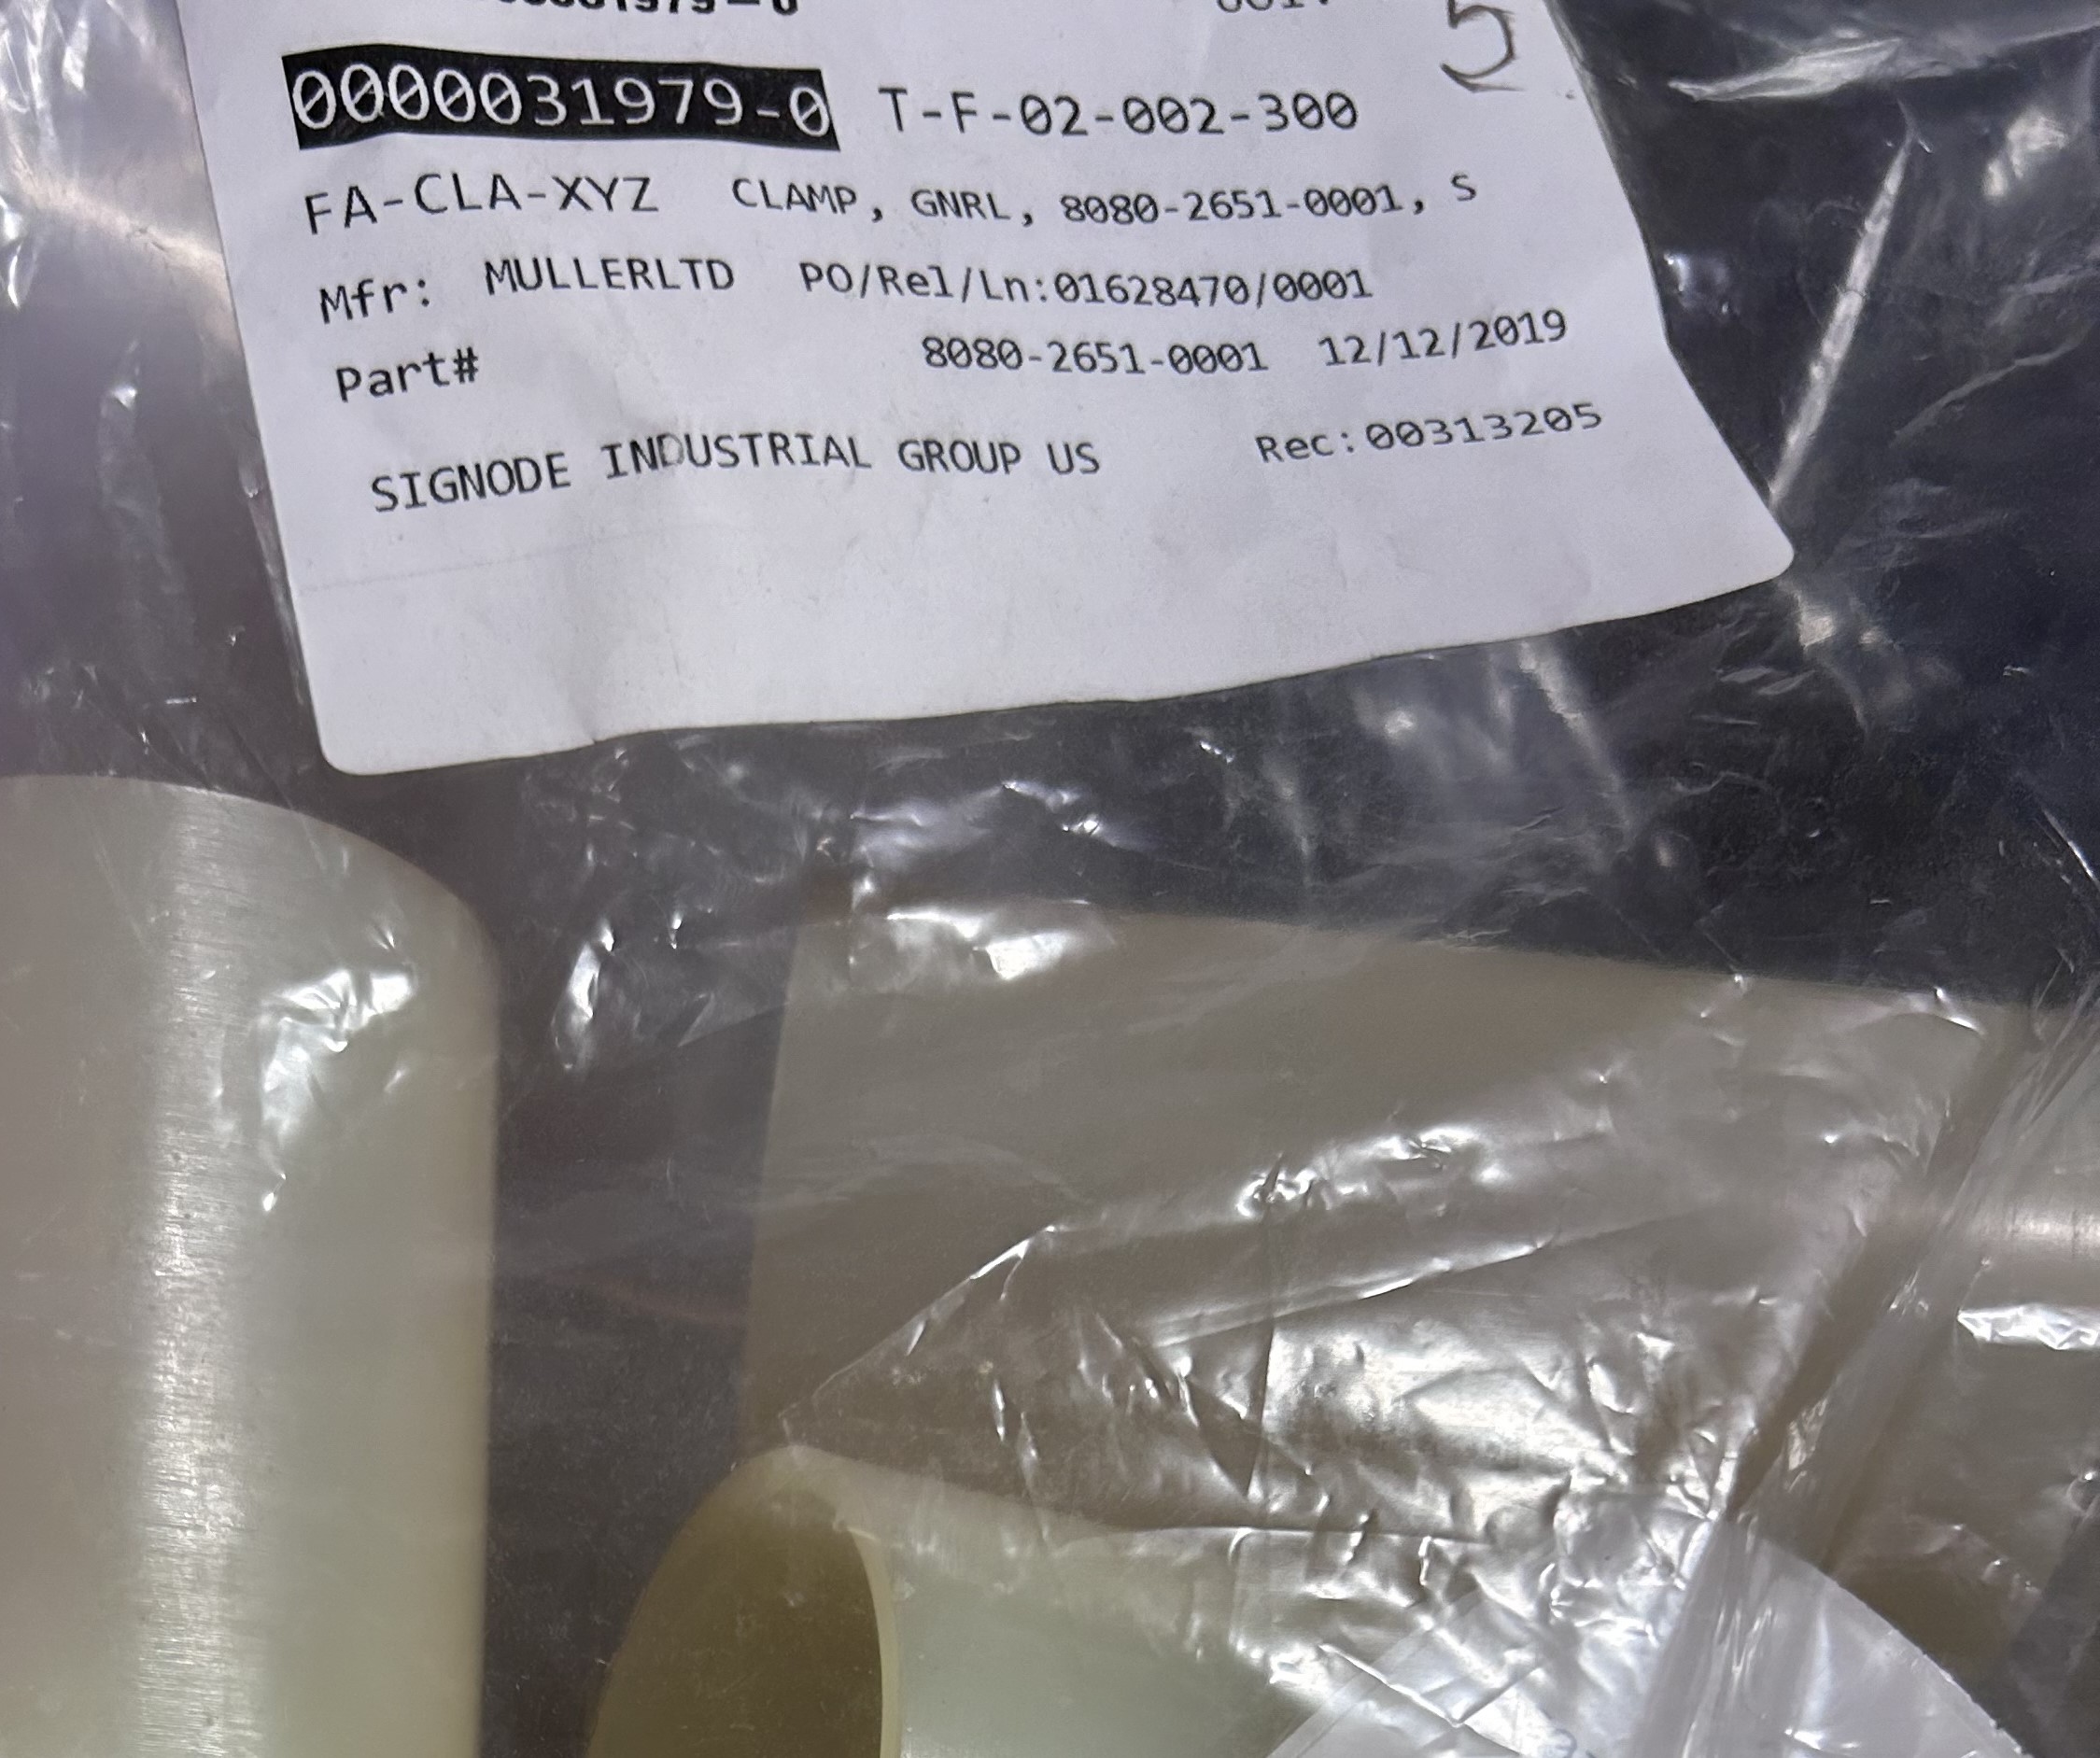 0000031979-0 T-F-02-002-300
5
FA-CLA-XYZ CLAMP, GNRL, 8080-2651-0001, S
Mfr: MULLERLTD PO/Rel/Ln:01628470/0001
Part# 8080-2651-0001 12/12/2019
SIGNODE INDUSTRIAL GROUP US Rec:00313205